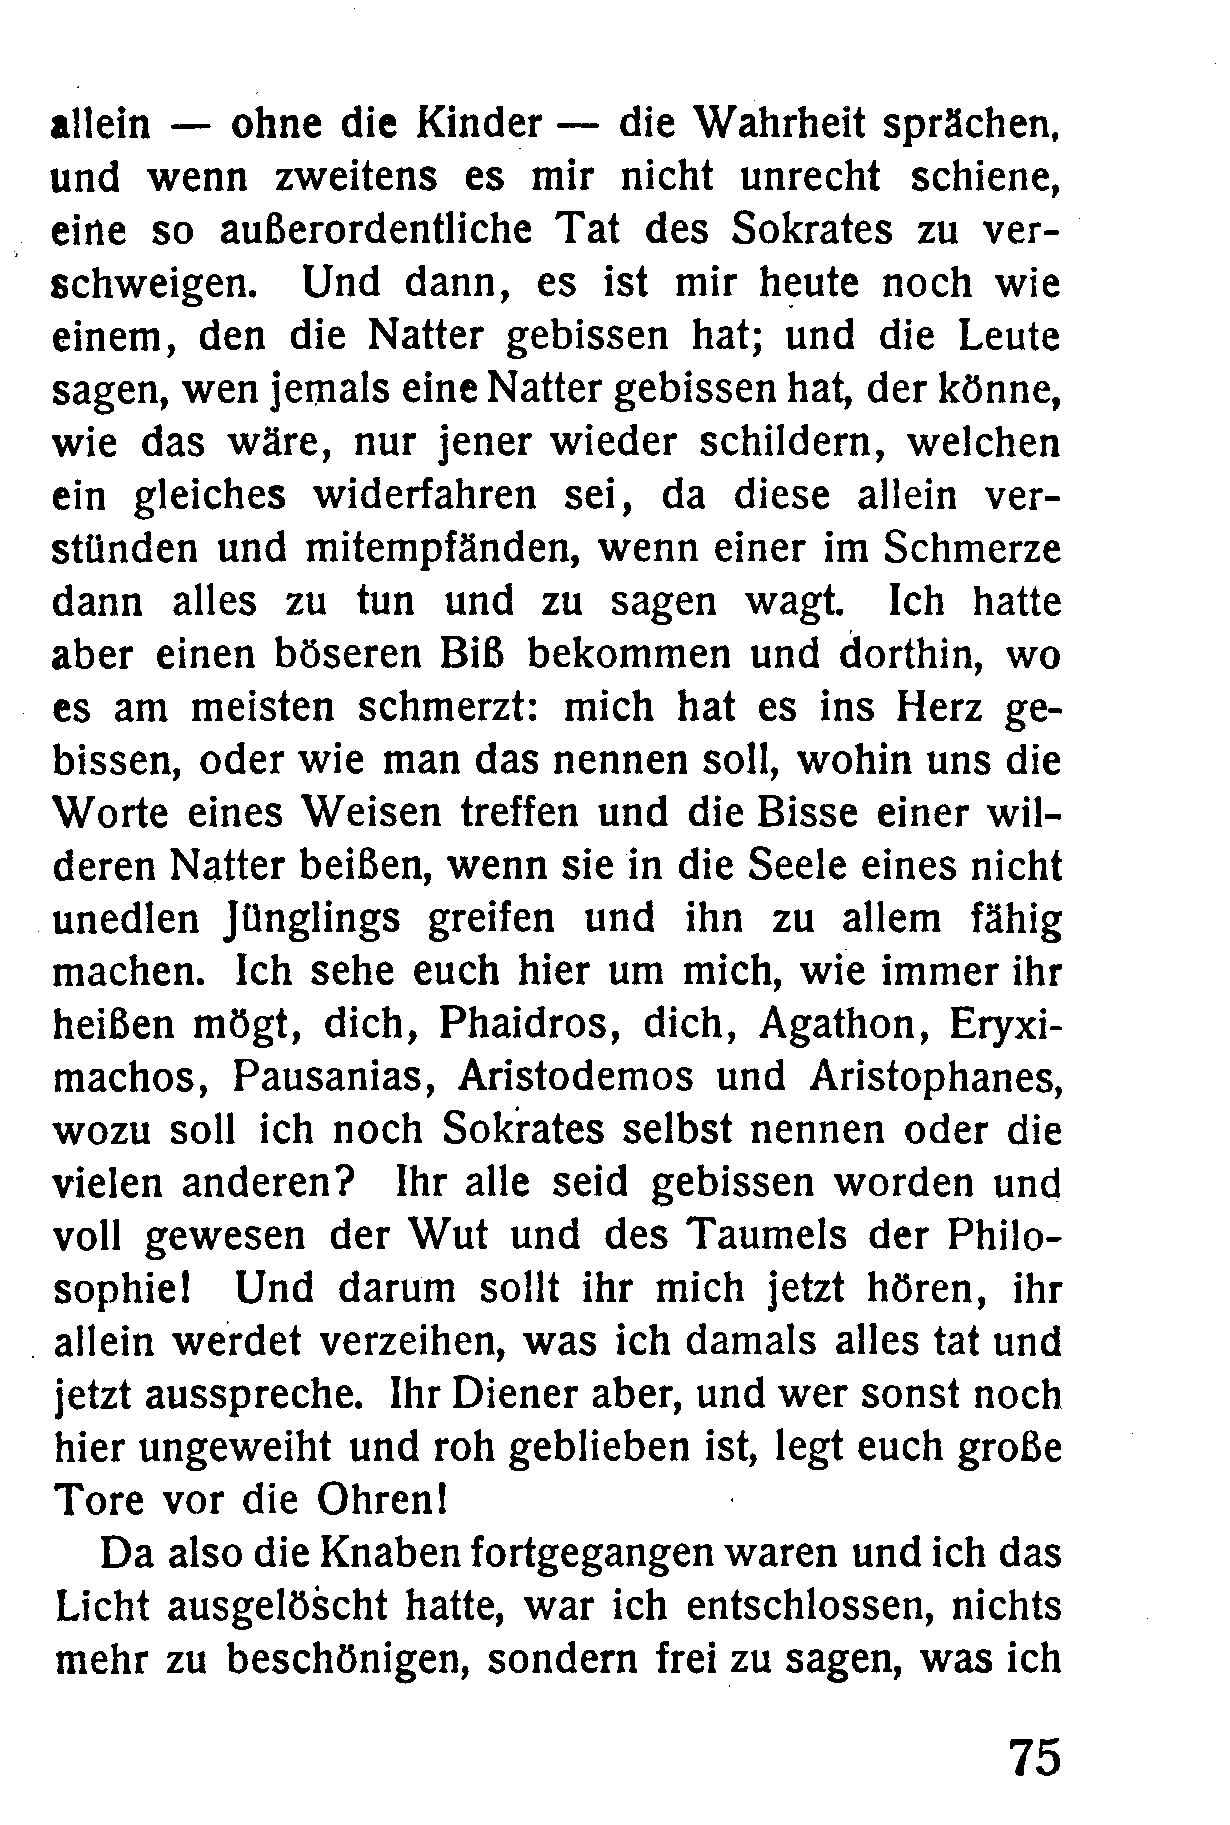 allein — ohne die Kinder — die Wahrheit sprächen,
und wenn zweitens es mir nicht unrecht schiene,
eine so außerordentliche Tat des Sokrates zu ver-
schweigen. Und dann, es ist mir heute noch wie
einem, den die Natter gebissen hat; und die Leute
sagen, wen jemals eine Natter gebissen hat, der könne,
wie das wäre, nur jener wieder schildern, welchen
ein gleiches widerfahren sei, da diese allein ver-
stünden und mitempfänden, wenn einer im Schmerze
dann alles zu tun und zu sagen wagt. Ich hatte
aber einen böseren Biß bekommen und dorthin, wo
es am meisten schmerzt: mich hat es ins Herz ge-
bissen, oder wie man das nennen soll, wohin uns die
Worte eines Weisen treffen und die Bisse einer wil-
deren Natter beißen, wenn sie in die Seele eines nicht
unedlen Jünglings greifen und ihn zu allem fähig
machen. Ich sehe euch hier um mich, wie immer ihr
heißen mögt, dich, Phaidros, dich, Agathon, Eryxi-
machos, Pausanias, Aristodemos und Aristophanes,
wozu soll ich noch Sokrates selbst nennen oder die
vielen anderen? Ihr alle seid gebissen worden und
voll gewesen der Wut und des Taumels der Philo-
sophie! Und darum sollt ihr mich jetzt hören, ihr
allein werdet verzeihen, was ich damals alles tat und
jetzt ausspreche. Ihr Diener aber, und wer sonst noch
hier ungeweiht und roh geblieben ist, legt euch große
Tore vor die Ohren!
Da also die Knaben fortgegangen waren und ich das
Licht ausgelöscht hatte, war ich entschlossen, nichts
mehr zu beschönigen, sondern frei zu sagen, was ich
75